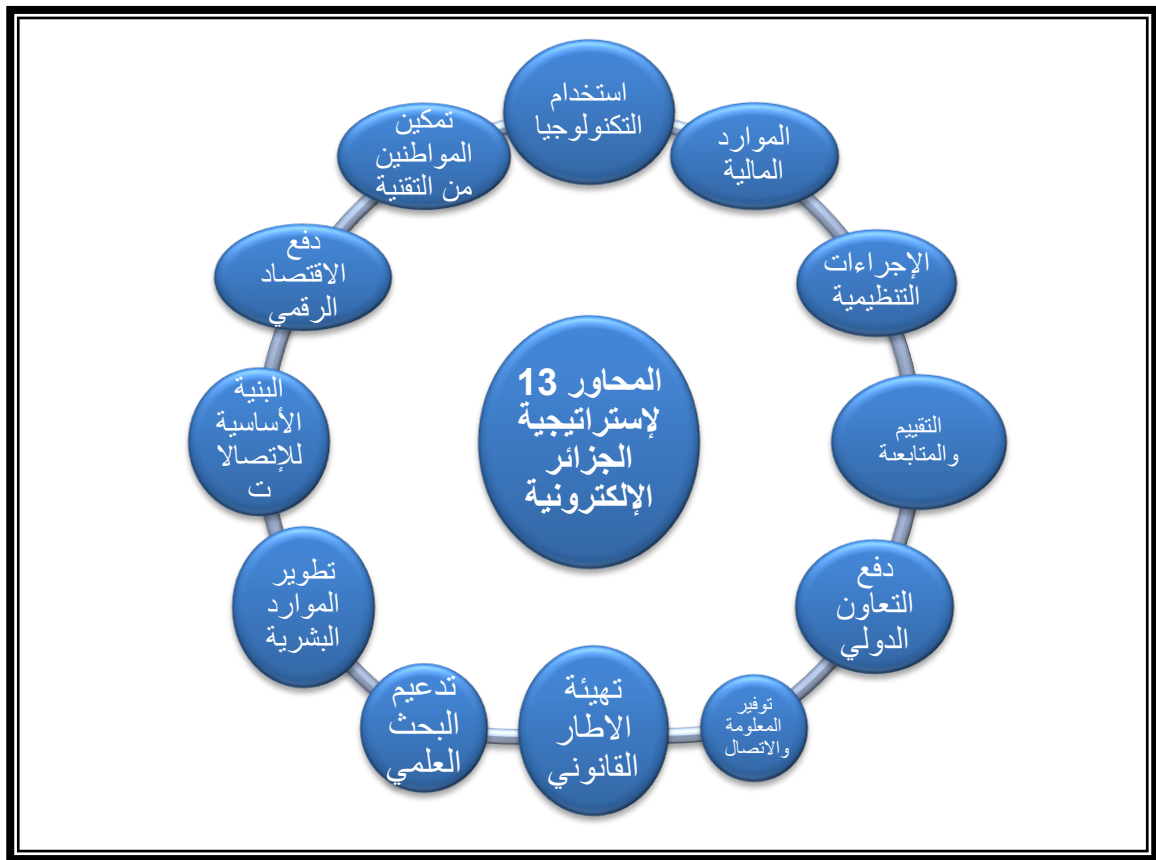 استخدام
التكنولوجيا
الموارد
المالية
الإجراءات
التنظيمية
التقييم
والمتابعة
دفع
التعاون
الدولي
توفير
المعلومة
والاتصال
تهيئة
الاطار
القانوني
تدعيم
البحث
العلمي
تطوير
الموارد
البشرية
البنية
الأساسية
للإتصالا
ت
دفع
الاقتصاد
الرقمي
تمكين
المواطنين
من التقنية
المحاور 13
لإستراتيجية
الجزائر
الإلكترونية